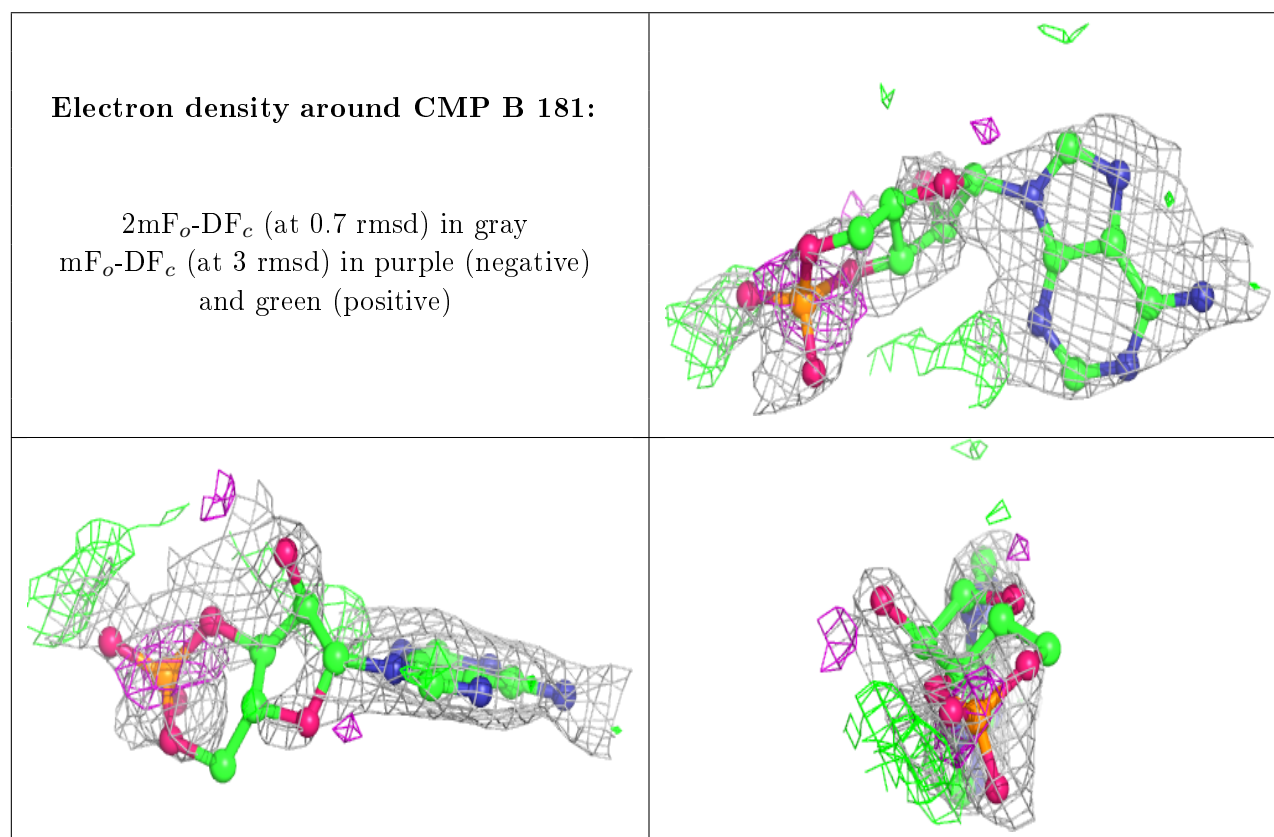 Electron density around CMP B 181:
2mFₒ-DF𝒸 (at 0.7 rmsd) in gray
mFₒ-DF𝒸 (at 3 rmsd) in purple (negative)
and green (positive)